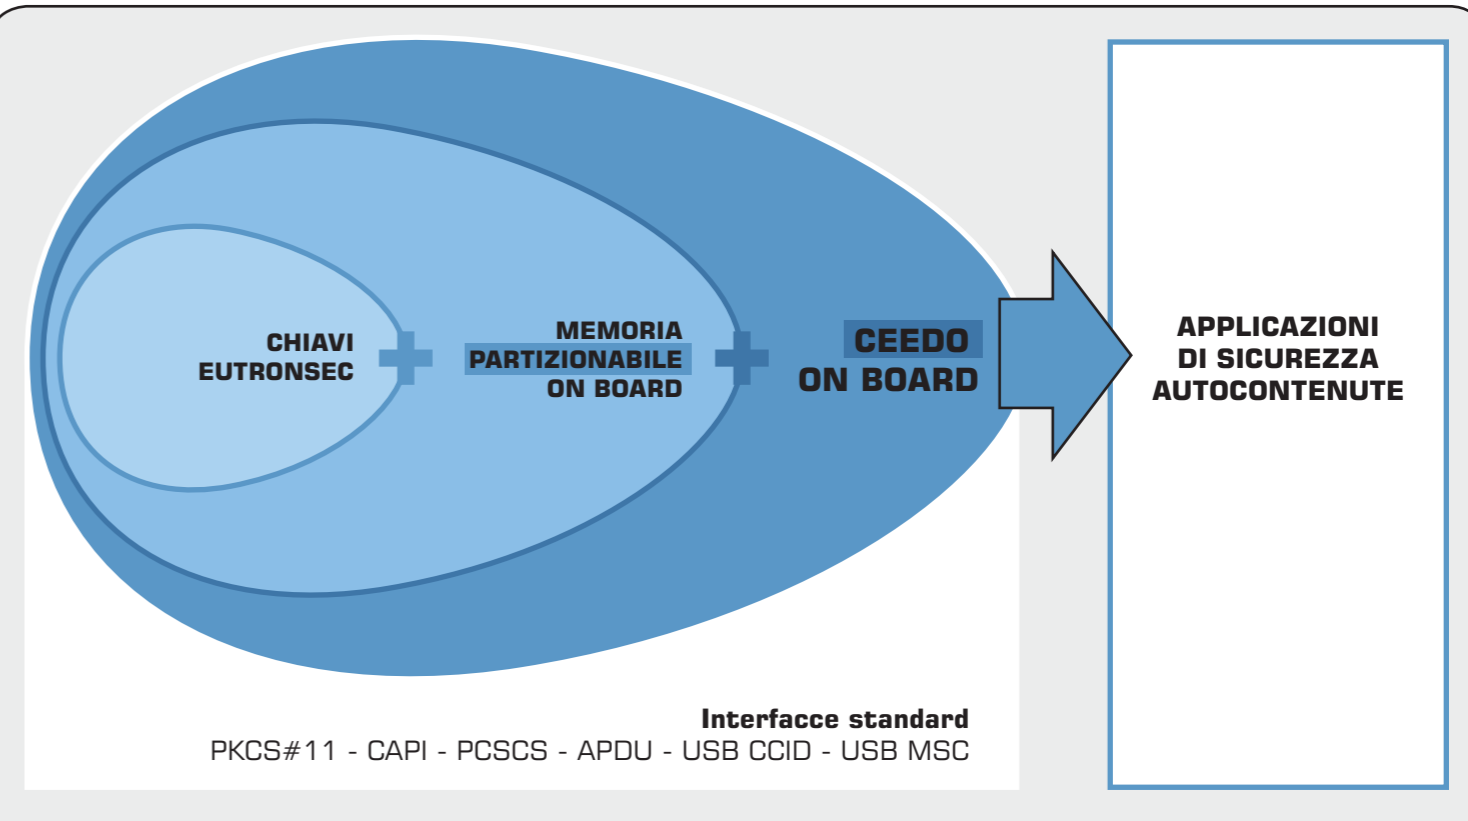 CHIAVI
EUTRONSEC
MEMORIA
PARTIZIONABILE
ON BOARD
CEEDO
ON BOARD
APPLICAZIONI
DI SICUREZZA
AUTOCONTENUTE
Interfacce standard
PKCS#11 - CAPI - PCSCS - APDU - USB CCID - USB MSC